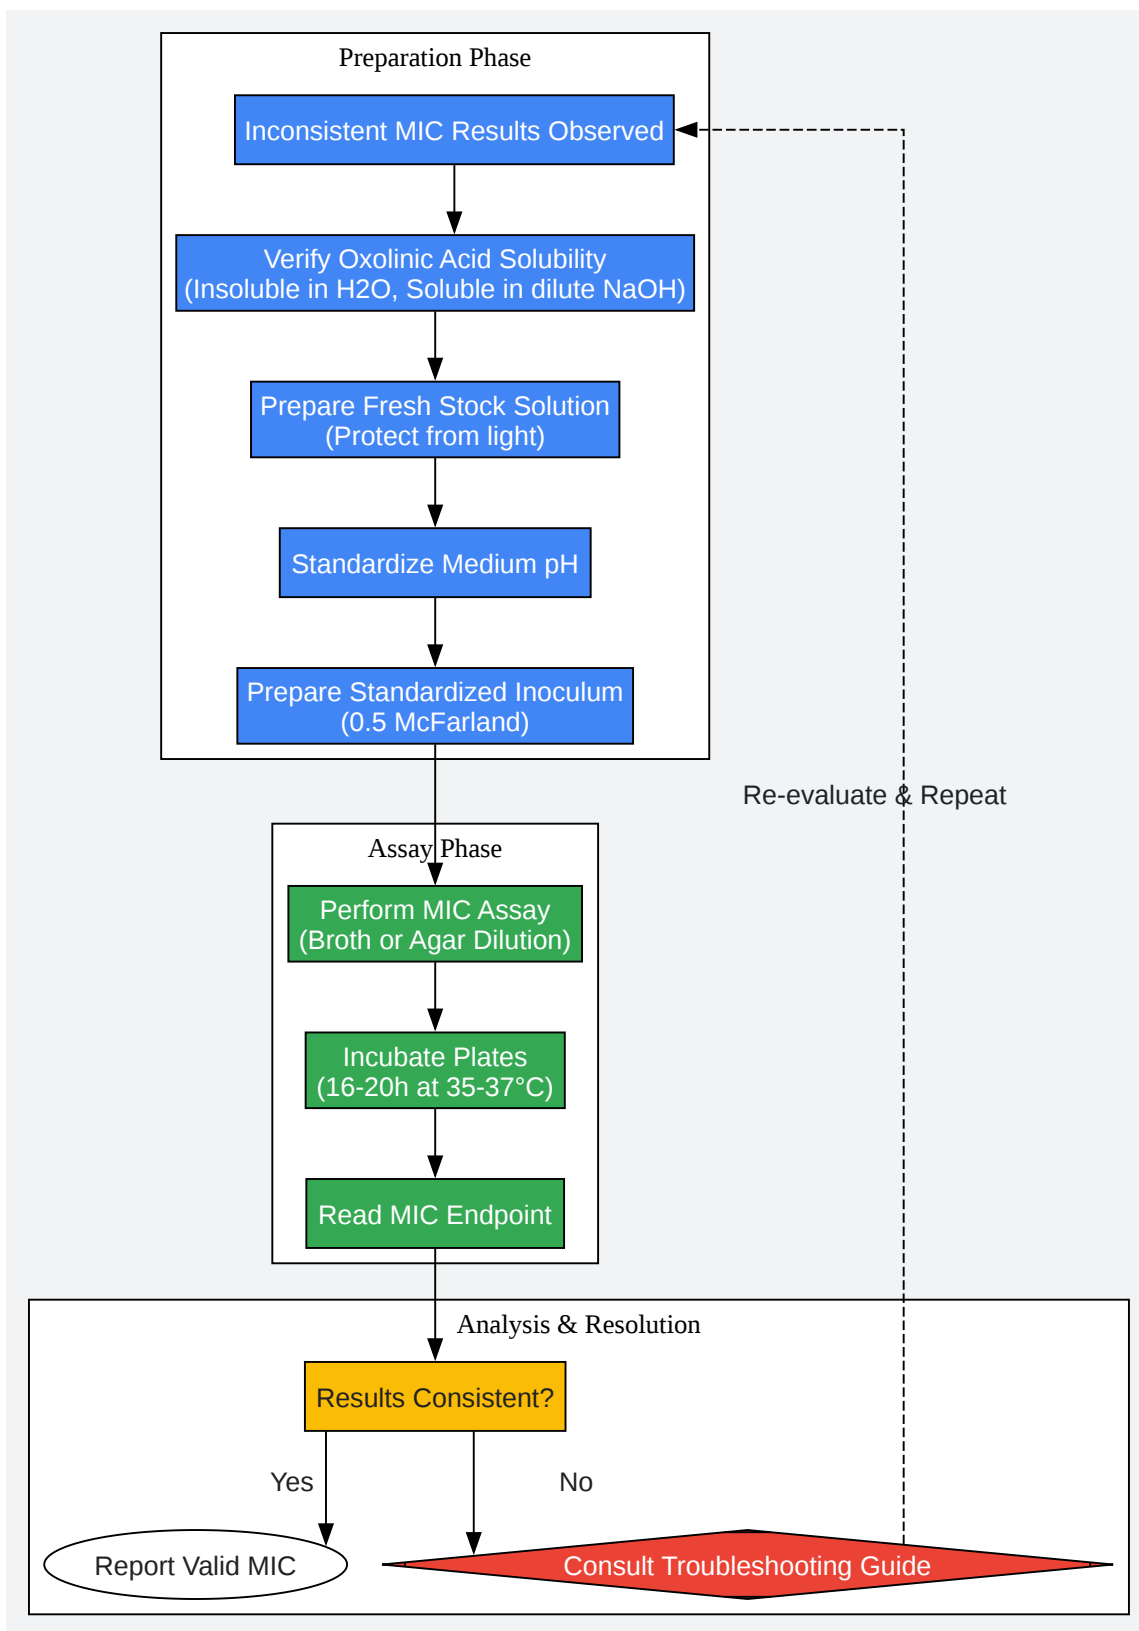 Preparation Phase
Inconsistent MIC Results Observed
Verify Oxolinic Acid Solubility
(Insoluble in H2O, Soluble in dilute NaOH)
Prepare Fresh Stock Solution
(Protect from light)
Standardize Medium pH
Prepare Standardized Inoculum
(0.5 McFarland)
Re-evaluate & Repeat
Assay Phase
Perform MIC Assay
(Broth or Agar Dilution)
Incubate Plates
(16-20h at 35-37°C)
Read MIC Endpoint
Analysis & Resolution
Results Consistent?
Yes
No
Report Valid MIC
Consult Troubleshooting Guide